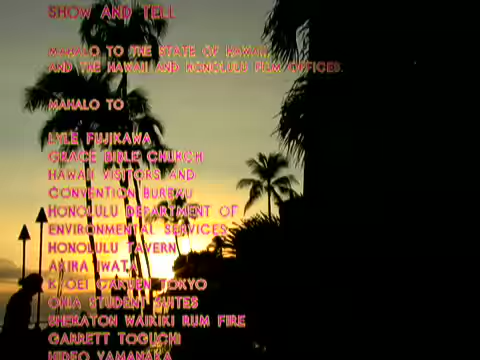 SHOW AND TELL
MAHALO TO THE STATE OF HAWAII
AND THE HAWAII AND HONOLULU FILM OFFICES
MAHALO TO
LYLE FUJIKAWA
GRACE BIBLE CHURCH
HAWAII VISITORS AND
CONVENTION BUREAU
HONOLULU DEPARTMENT OF
ENVIRONMENTAL SERVICES
HONOLULU TAVERN
AKIRA IWATA
GAKUEN TOKYO
OHIA STUDENT SUITES
SHERATON WAIKIKI RUM FIRE
GARRETT TOGUCHI
HIDEO YAMANAKA